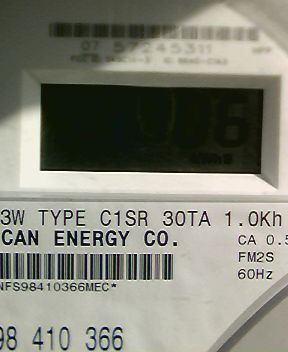 07 57245311
06
3W TYPE C1SR 30TA 1.0Kh
CAN ENERGY CO.
CA 0.5
FM2S
60Hz
NFS98410366MEC*
98 410 366